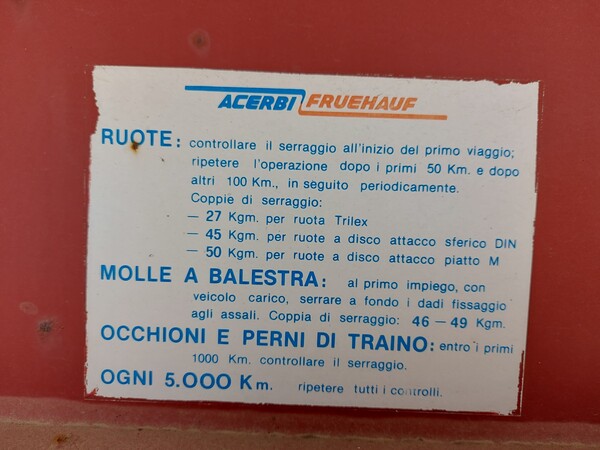 ACERBI FRUEHAUF
RUOTE: controllare il serraggio all'inizio del primo viaggio;
ripetere l'operazione dopo i primi 50 Km. e dopo
altri 100 Km., in seguito periodicamente.
Coppie di serraggio:
— 27 Kgm. per ruota Trilex
— 45 Kgm. per ruote a disco attacco sferico DIN
— 50 Kgm. per ruote a disco attacco piatto M
MOLLE A BALESTRA: al primo impiego, con
veicolo carico, serrare a fondo i dadi fissaggio
agli assali. Coppia di serraggio: 46 — 49 Kgm.
OCCHIONI E PERNI DI TRAINO: entro i primi
1000 Km. controllare il serraggio.
OGNI 5.000 Km. ripetere tutti i controlli.